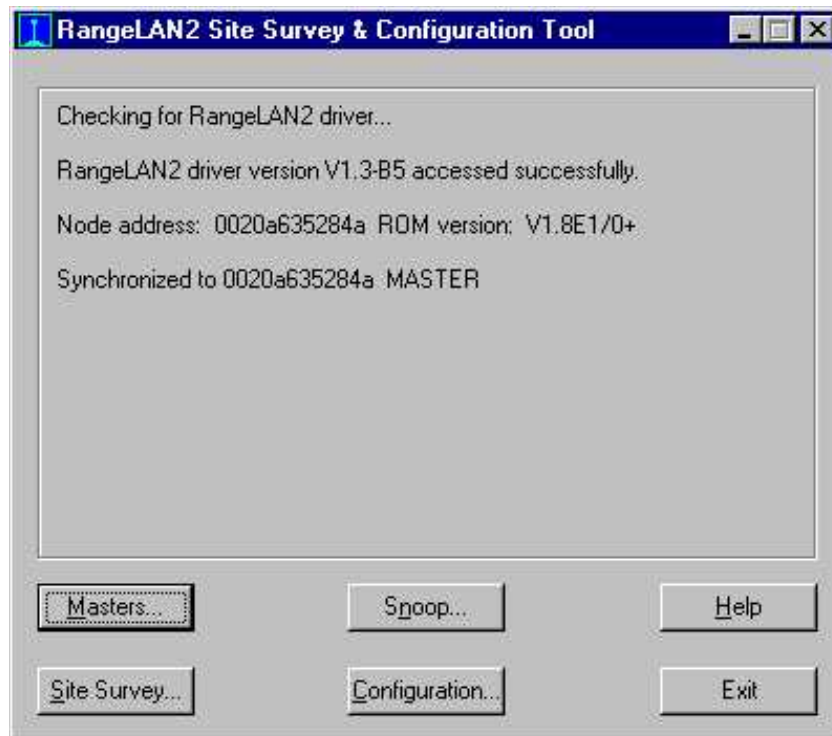 RangeLAN2 Site Survey & Configuration Tool
Checking for RangeLAN2 driver...
RangeLAN2 driver version V1.3-B5 accessed successfully.
Node address:  0020a635284a  ROM version:  V1.8E1/0+
Synchronized to 0020a635284a  MASTER
Masters... Snoop... Help
Site Survey... Configuration... Exit